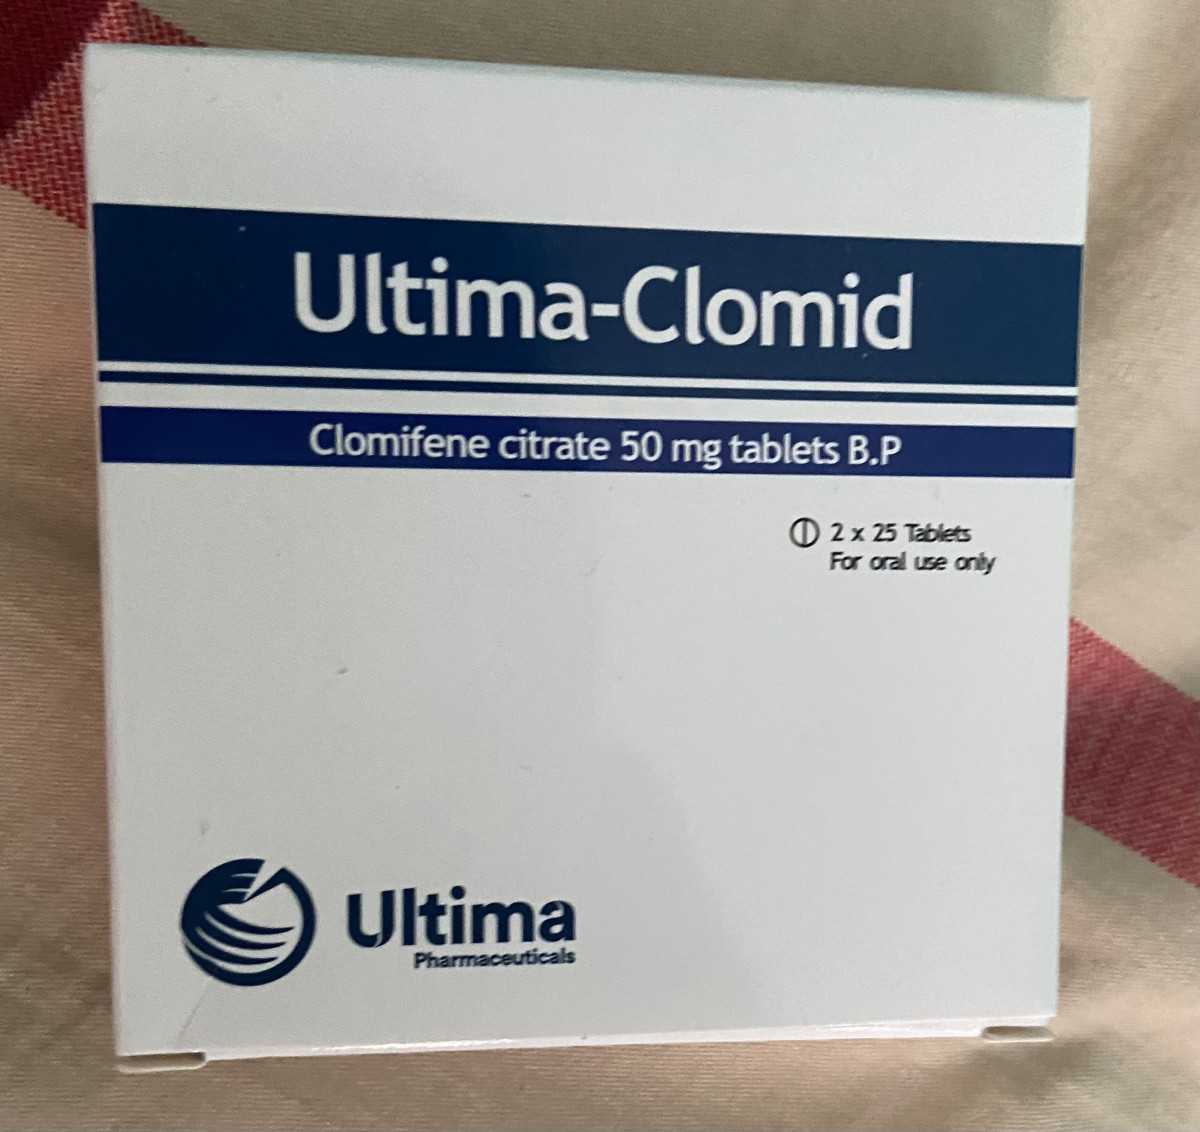 Ultima-Clomid
Clomifene citrate 50 mg tablets B.P
2 x 25 Tablets
For oral use only
Ultima
Pharmaceuticals